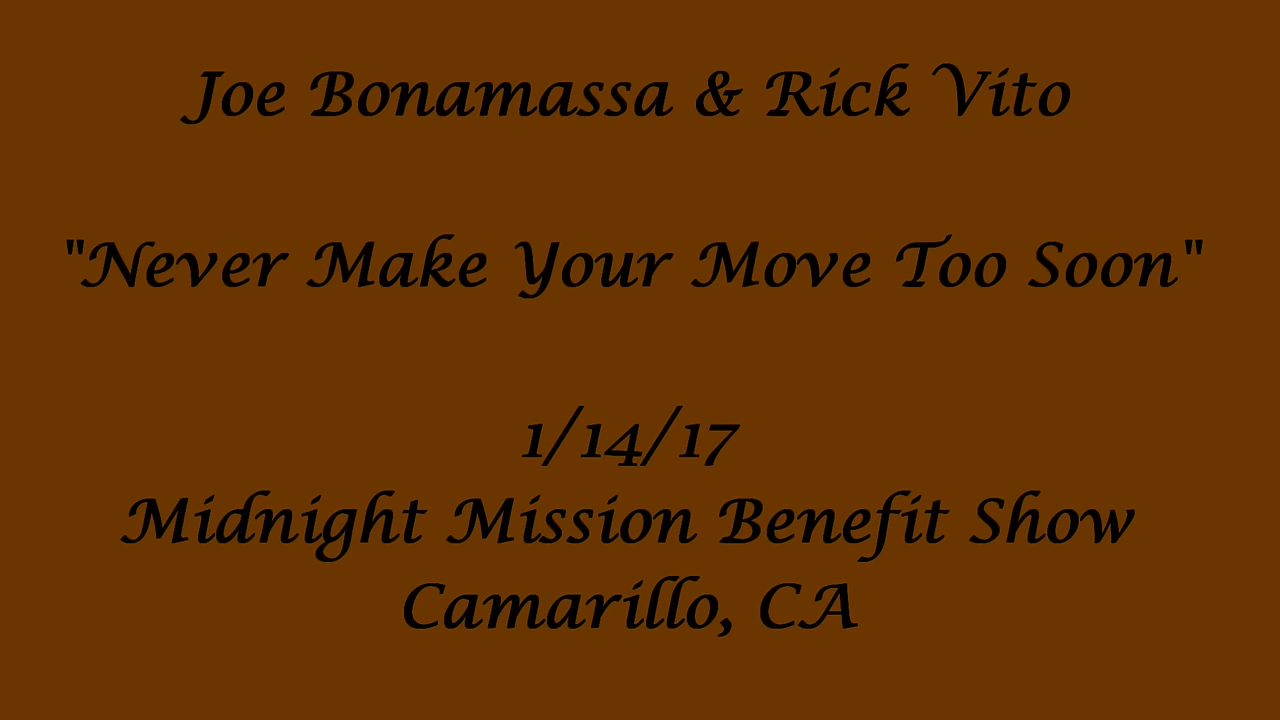 Joe Bonamassa & Rick Vito
"Never Make Your Move Too Soon"
1/14/17
Midnight Mission Benefit Show
Camarillo, CA